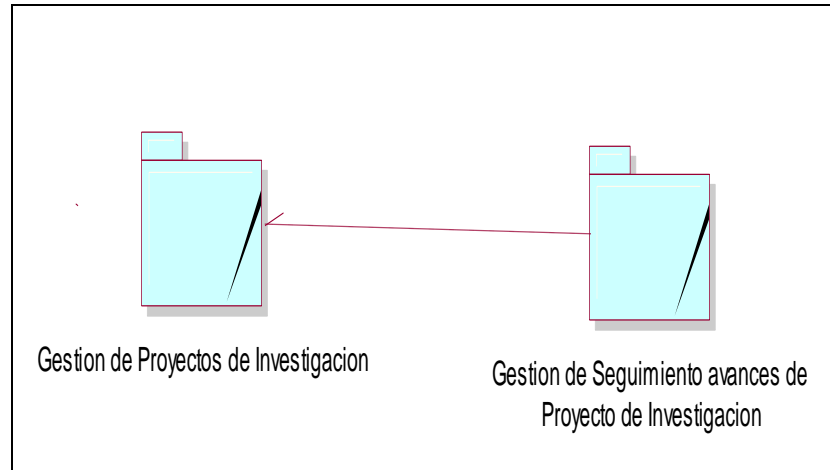 Gestion de Proyectos de Investigacion
Gestion de Seguimiento avances de
Proyecto de Investigacion